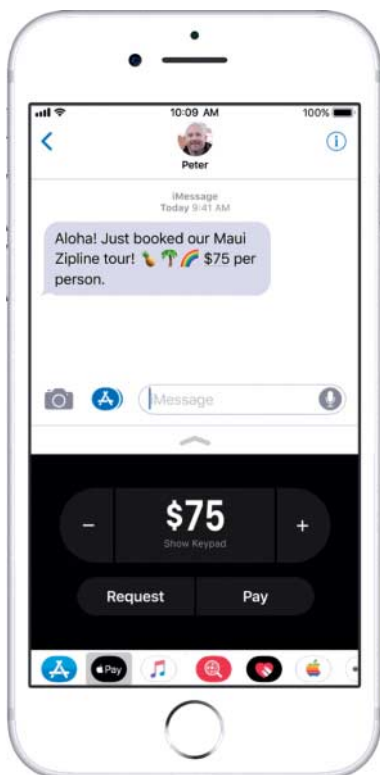 10:09 AM
100%
Peter
iMessage
Today 9:41 AM
Aloha! Just booked our Maui
Zipline tour! 🍍🌴🌈 $75 per
person.
iMessage
− $75 +
Show Keypad
Request Pay
Pay